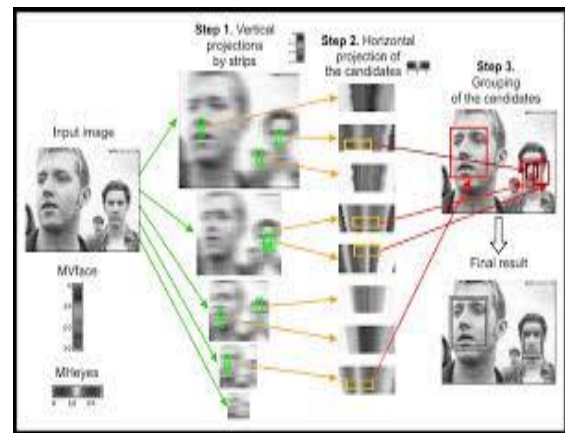 Step 1. Vertical
projections
by strips
Step 2. Horizontal
projection of
the candidates
Step 3.
Grouping
of the candidates
Input image
MVface
MHeyes
Final result